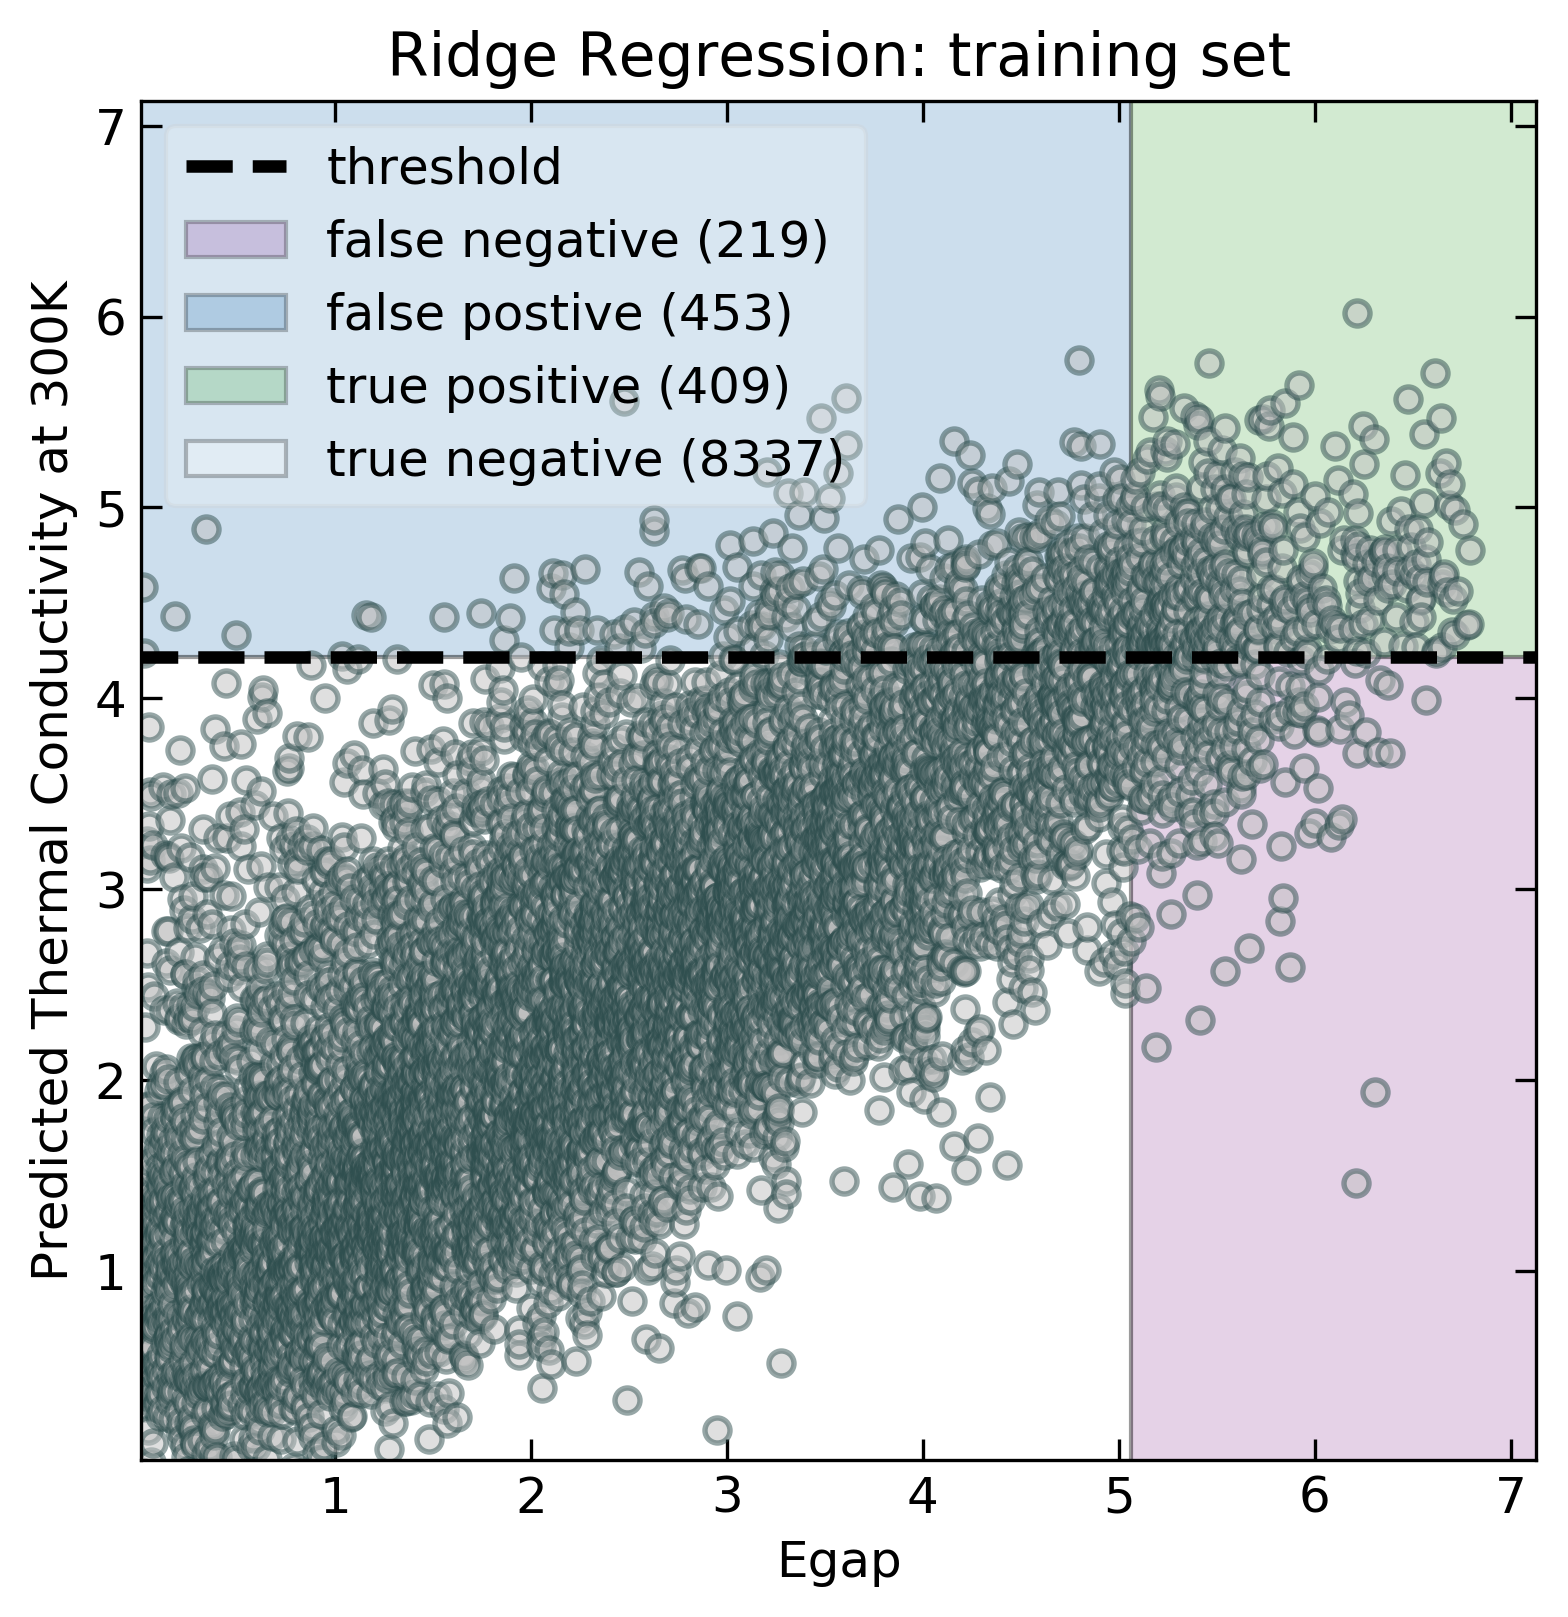 Ridge Regression: training set
7
6
5
4
3
2
1
Predicted Thermal Conductivity at 300K
threshold
false negative (219)
false postive (453)
true positive (409)
true negative (8337)
1 2 3 4 5 6 7
Egap